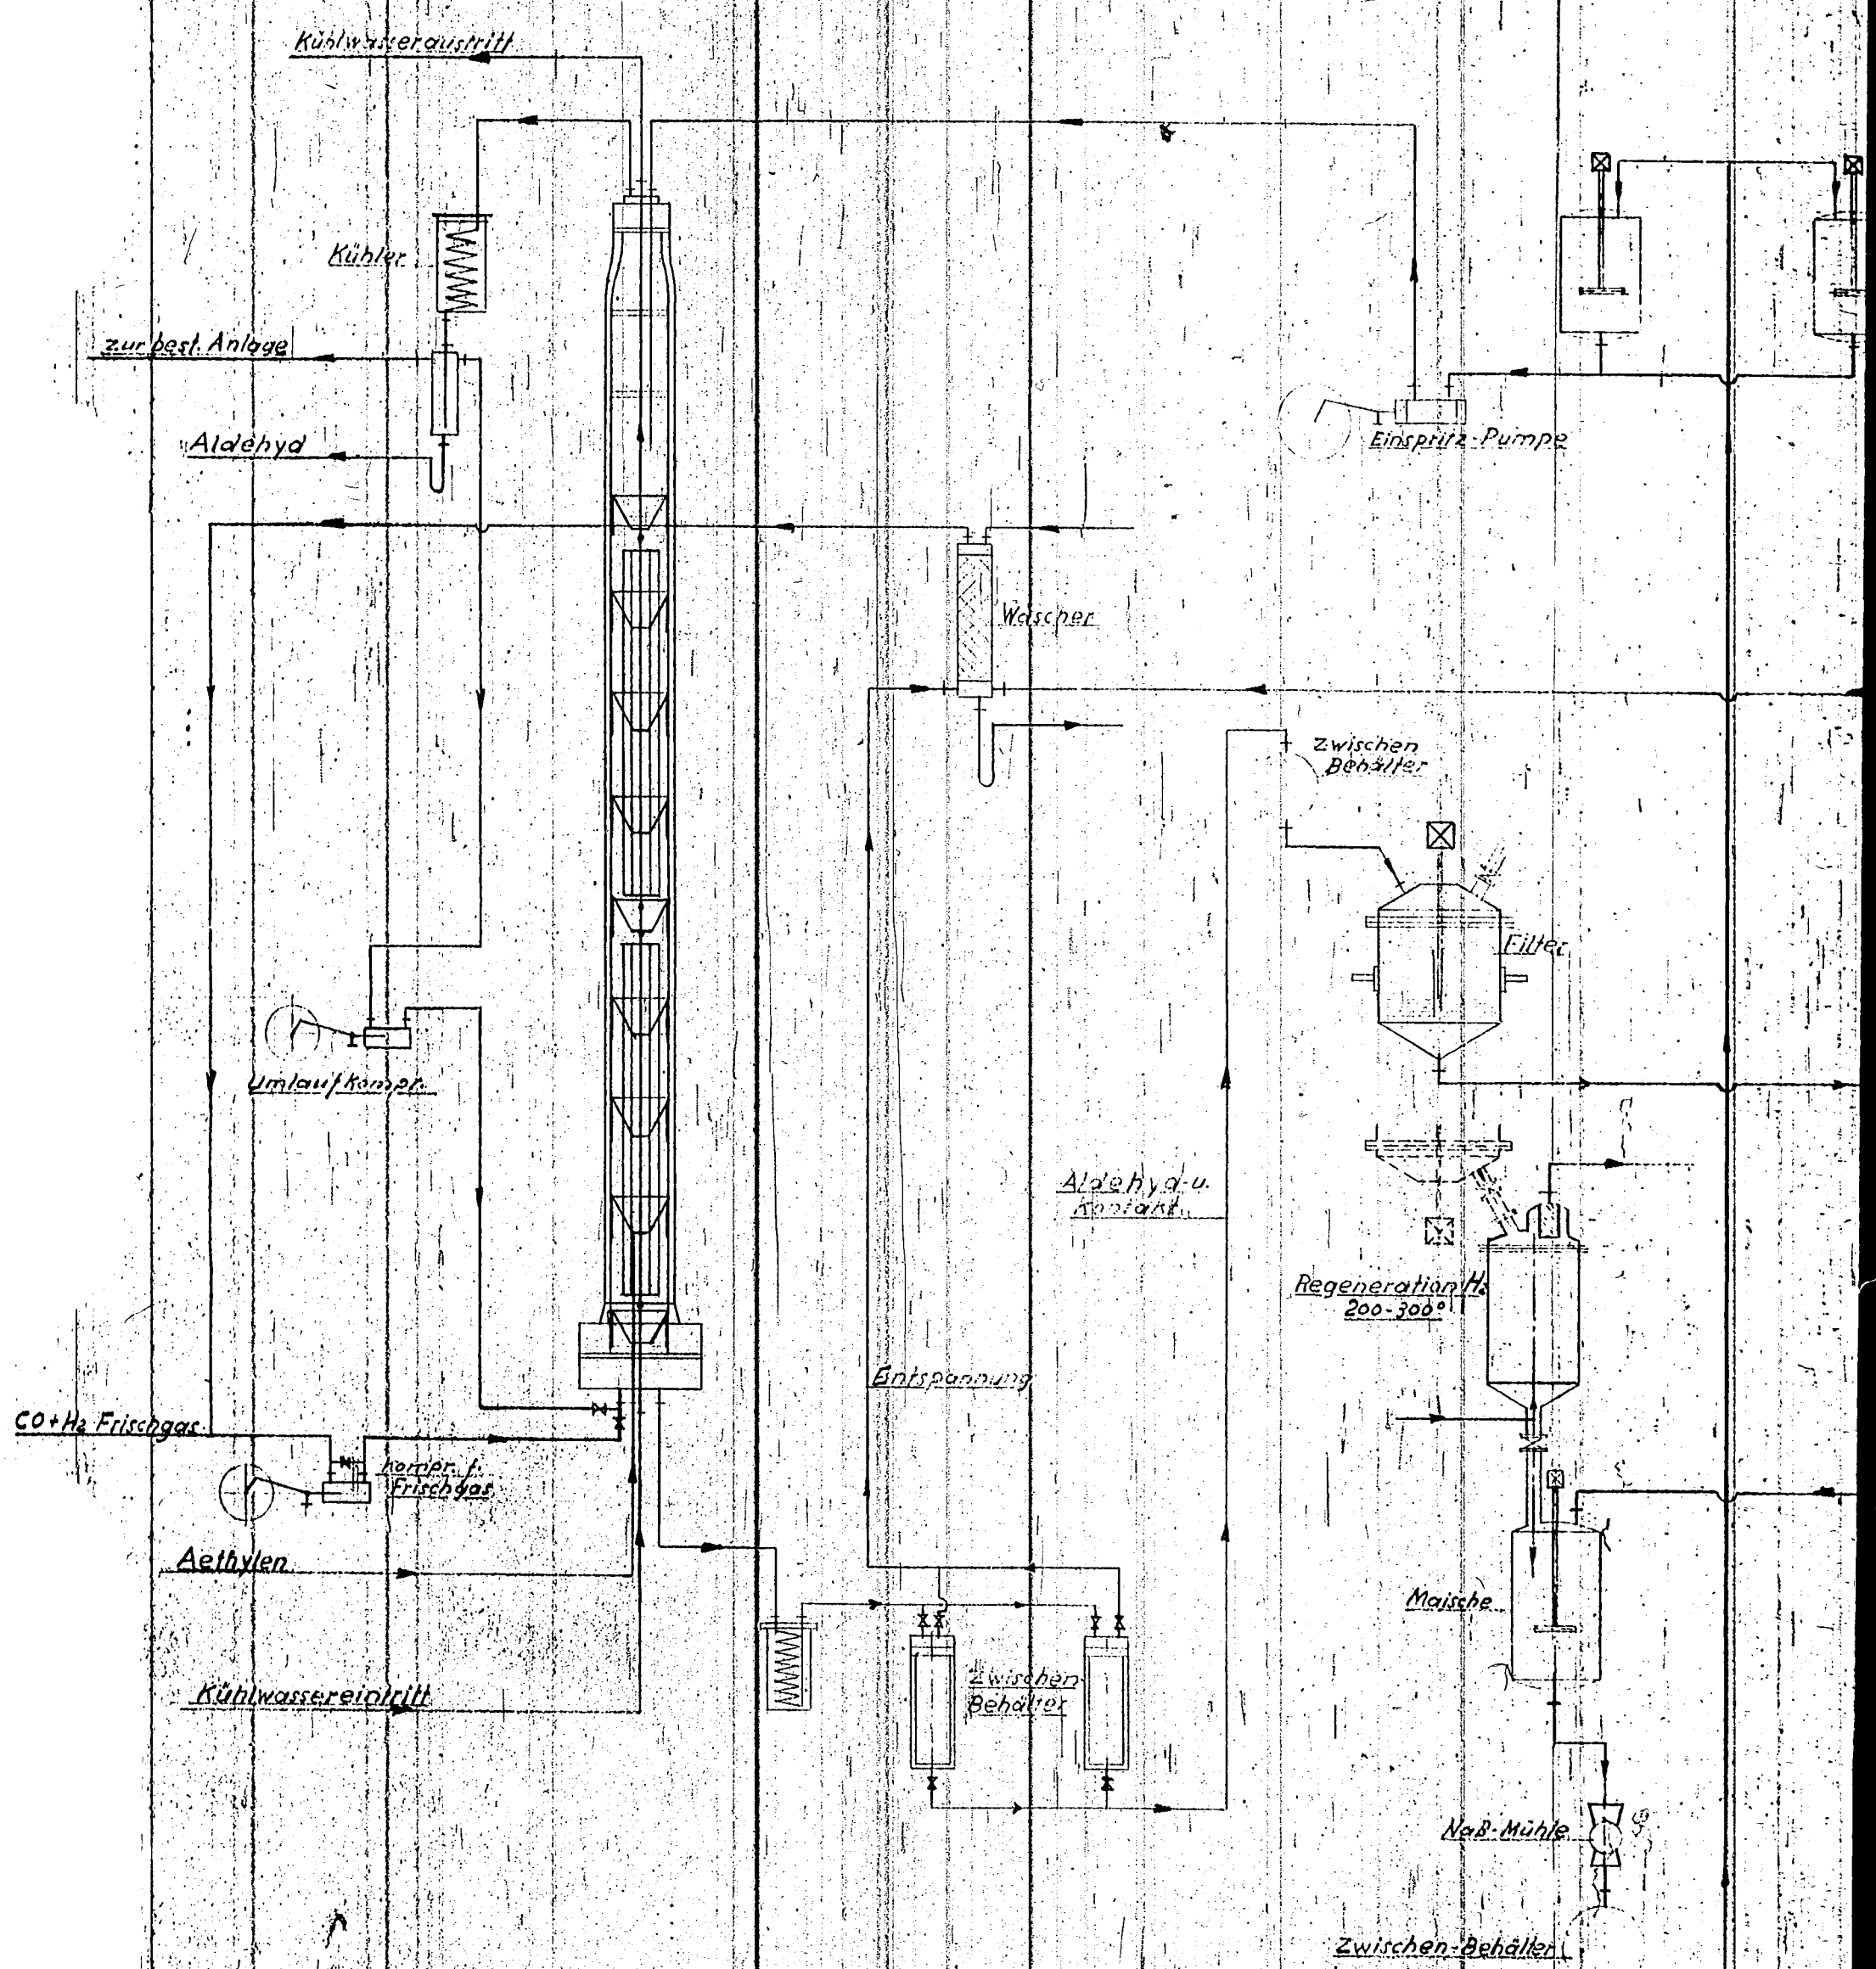 Kühlwasseraustritt
Kühler
zur best. Anlage
Aldehyd
Einspritz-Pumpe
Wäscher
Zwischen
Behälter
Filter
Umlaufkompr.
Aldehyd u.
Kontakt
Regeneration H₂
200-300°
Entspannung
CO+H₂ Frischgas
Kompr. f.
Frischgas
Aethylen
Maische
Zwischen
Behälter
Kühlwassereintritt
Naß-Mühle
Zwischen-Behälter